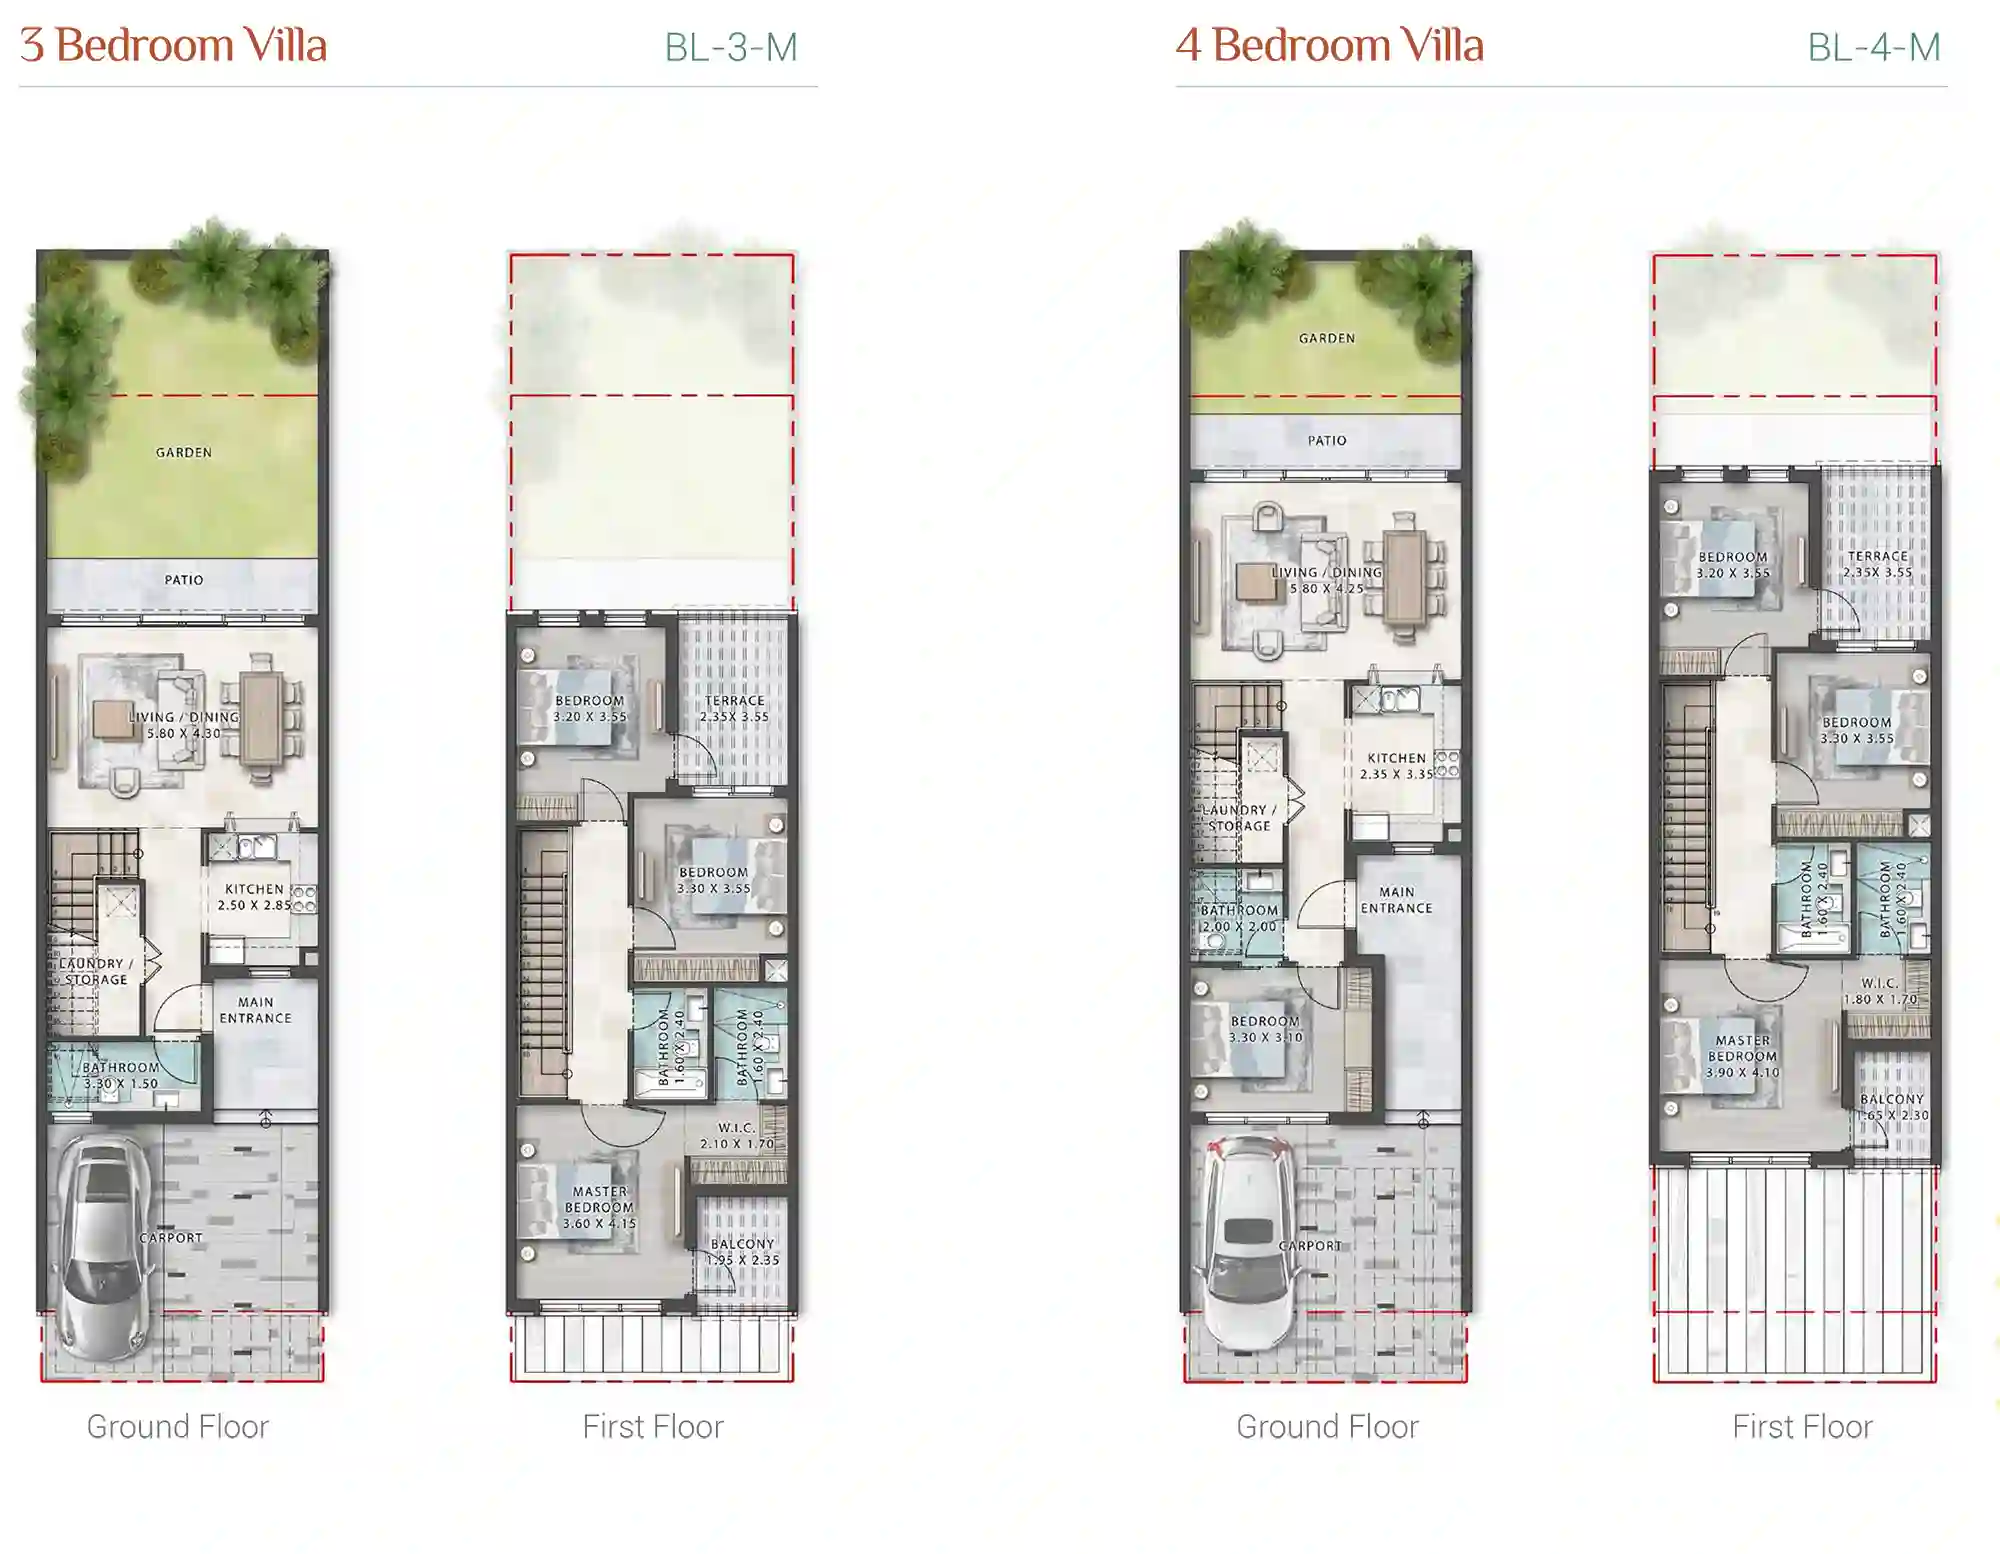 3 Bedroom Villa
BL-3-M
GARDEN
PATIO
LIVING / DINING
5.80 X 4.30
KITCHEN
2.50 X 2.85
LAUNDRY /
STORAGE
MAIN
ENTRANCE
BATHROOM
3.30 X 1.50
CARPORT
Ground Floor
BEDROOM
3.20 X 3.55
TERRACE
2.35X 3.55
BEDROOM
3.30 X 3.55
BATHROOM
1.60 X 2.40
BATHROOM
1.60 X 2.40
W.I.C.
2.10 X 1.70
MASTER
BEDROOM
3.60 X 4.15
BALCONY
1.95 X 2.35
First Floor
4 Bedroom Villa
BL-4-M
GARDEN
PATIO
LIVING / DINING
5.80 X 4.25
KITCHEN
2.35 X 3.35
LAUNDRY /
STORAGE
MAIN
ENTRANCE
BATHROOM
2.00 X 2.00
BEDROOM
3.30 X 3.10
CARPORT
Ground Floor
BEDROOM
3.20 X 3.55
TERRACE
2.35X 3.55
BEDROOM
3.30 X 3.55
BATHROOM
1.60 X 2.40
BATHROOM
1.60 X 2.40
W.I.C.
1.80 X 1.70
MASTER
BEDROOM
3.90 X 4.10
BALCONY
1.65 X 2.30
First Floor